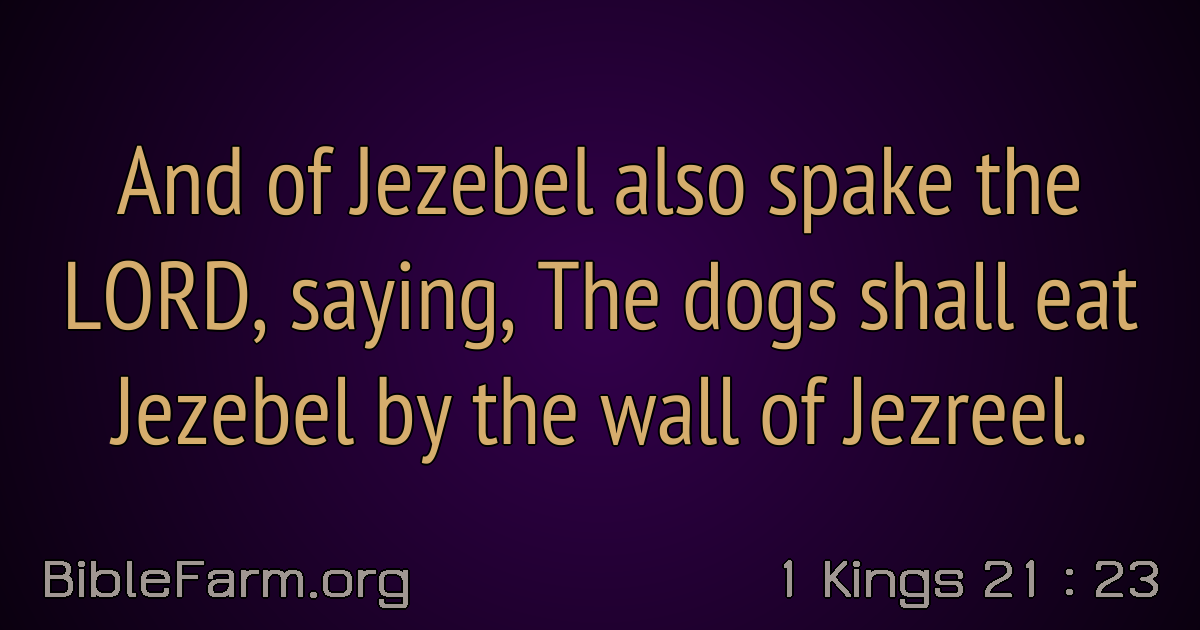 And of Jezebel also spake the
LORD, saying, The dogs shall eat
Jezebel by the wall of Jezreel.
BibleFarm.org
1 Kings 21 : 23